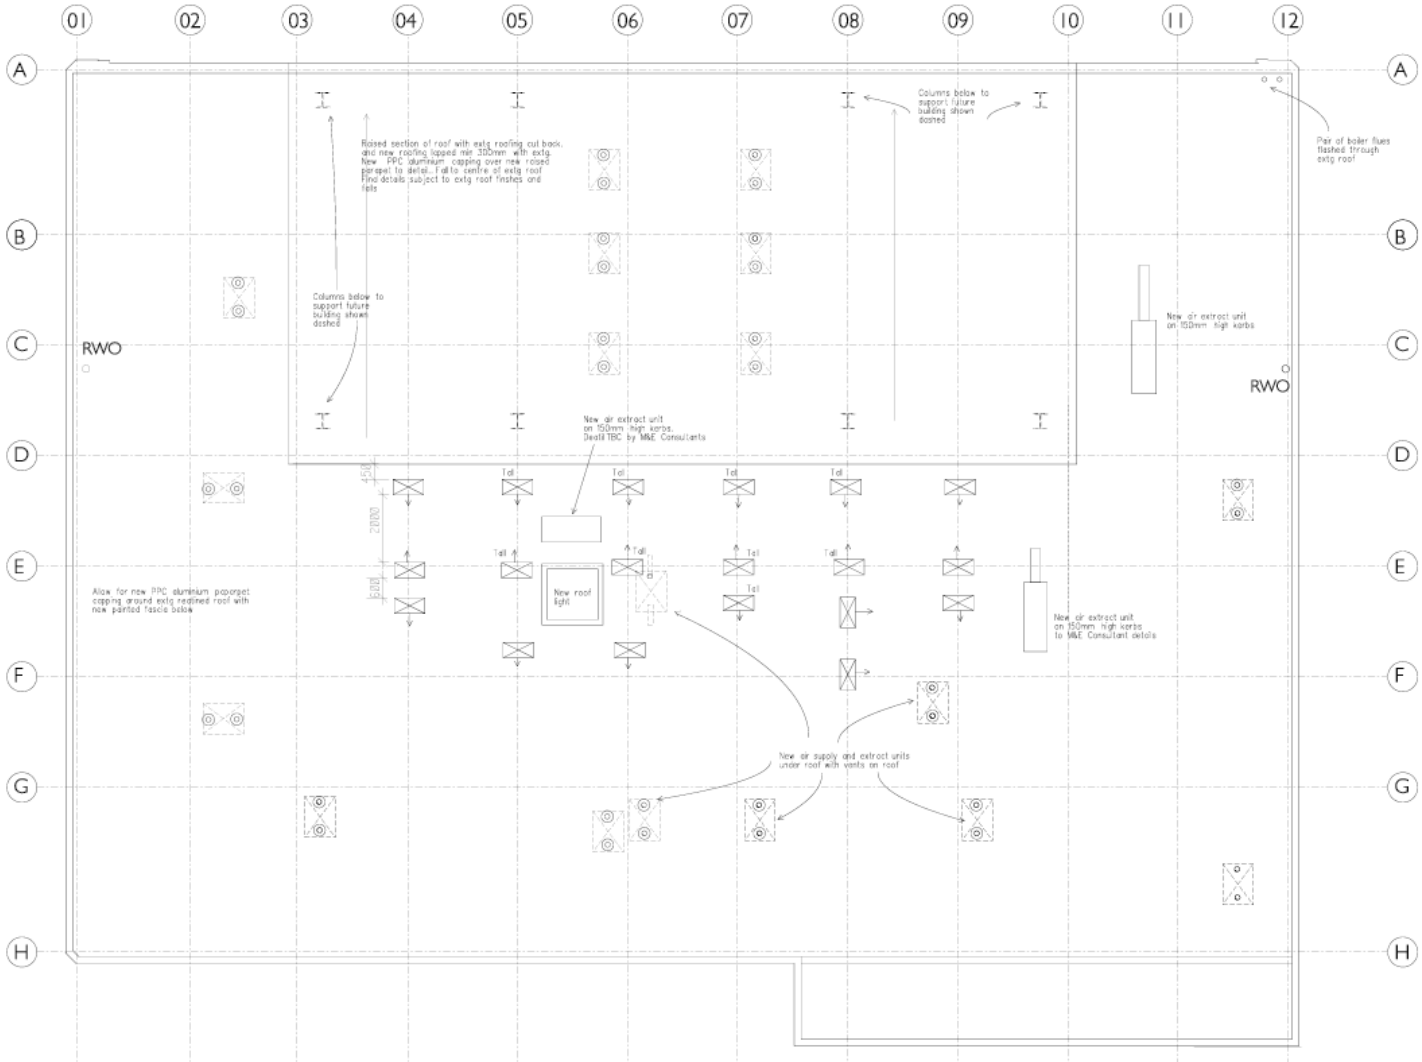 01 02 03 04 05 06 07 08 09 10 11 12
A A
Columns below to
support future
building shown
dashed
Raised section of roof with extg roofing cut back,
and new roofing lapped min 300mm with extg.
New PPC aluminium capping over new raised
parapet to detail. Fall to centre of extg roof
Final details subject to extg roof finshes and
falls
Pair of boiler flues
flashed through
extg roof
B B
Columns below to
support future
building shown
dashed
New air extract unit
on 150mm high kerbs
C C
RWO
RWO
New air extract unit
on 150mm high kerbs.
Deatil TBC by M&E Consultants
D D
450
Tall Tall Tall Tall
2000
Tall Tall Tall Tall
E E
600
Tall
New roof
light
Allow for new PPC aluminium paparpet
capping around extg reatined roof with
new painted fascia below
New air extract unit
on 150mm high kerbs
to M&E Consultant details
F F
New air supply and extract units
under roof with vents on roof
G G
H H